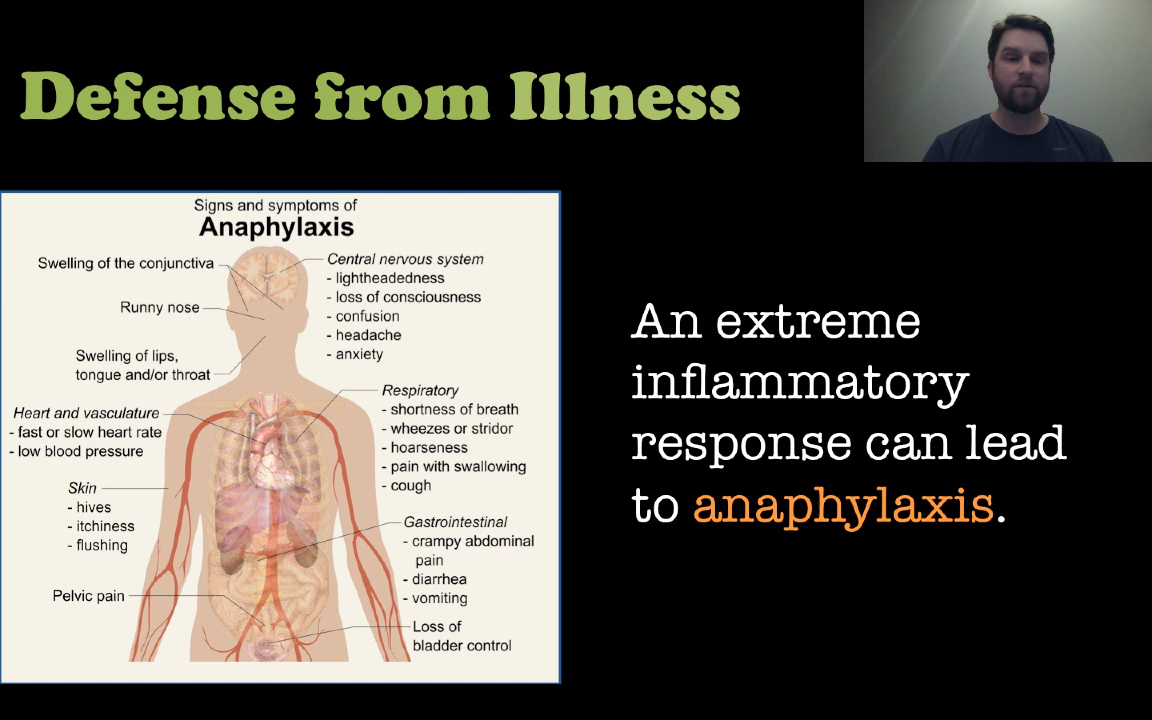 Defense from Illness
Signs and symptoms of
Anaphylaxis
Swelling of the conjunctiva
Runny nose
Swelling of lips,
tongue and/or throat
Heart and vasculature
- fast or slow heart rate
- low blood pressure
Skin
- hives
- itchiness
- flushing
Pelvic pain
Central nervous system
- lightheadedness
- loss of consciousness
- confusion
- headache
- anxiety
Respiratory
- shortness of breath
- wheezes or stridor
- hoarseness
- pain with swallowing
- cough
Gastrointestinal
- crampy abdominal
pain
- diarrhea
- vomiting
Loss of
bladder control
An extreme
inflammatory
response can lead
to anaphylaxis.